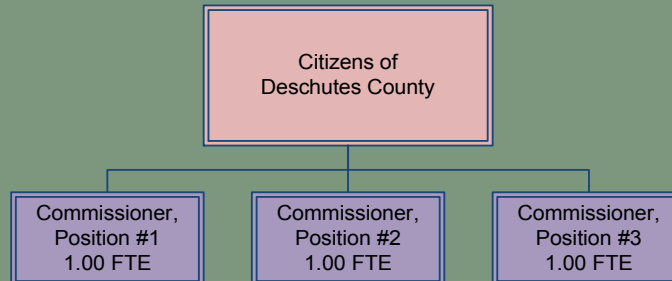 Citizens of
Deschutes County
Commissioner,
Position #1
1.00 FTE
Commissioner,
Position #2
1.00 FTE
Commissioner,
Position #3
1.00 FTE